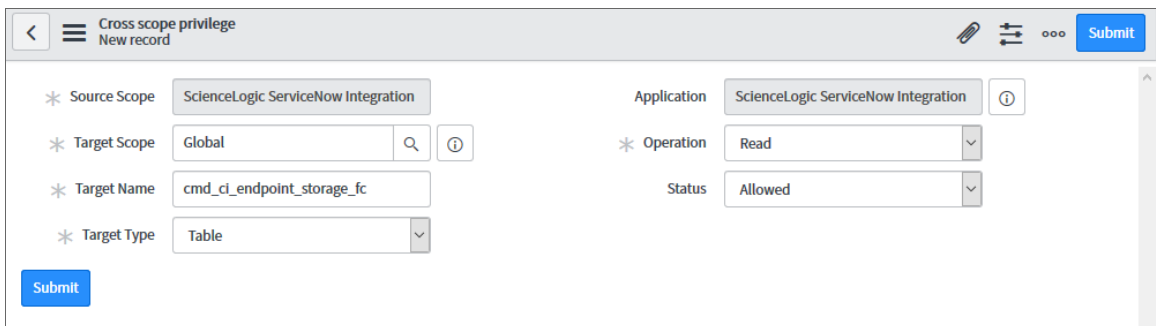 Cross scope privilege
New record
Submit
Source Scope ScienceLogic ServiceNow Integration Application ScienceLogic ServiceNow Integration
Target Scope Global Operation Read
Target Name cmd_ci_endpoint_storage_fc Status Allowed
Target Type Table
Submit